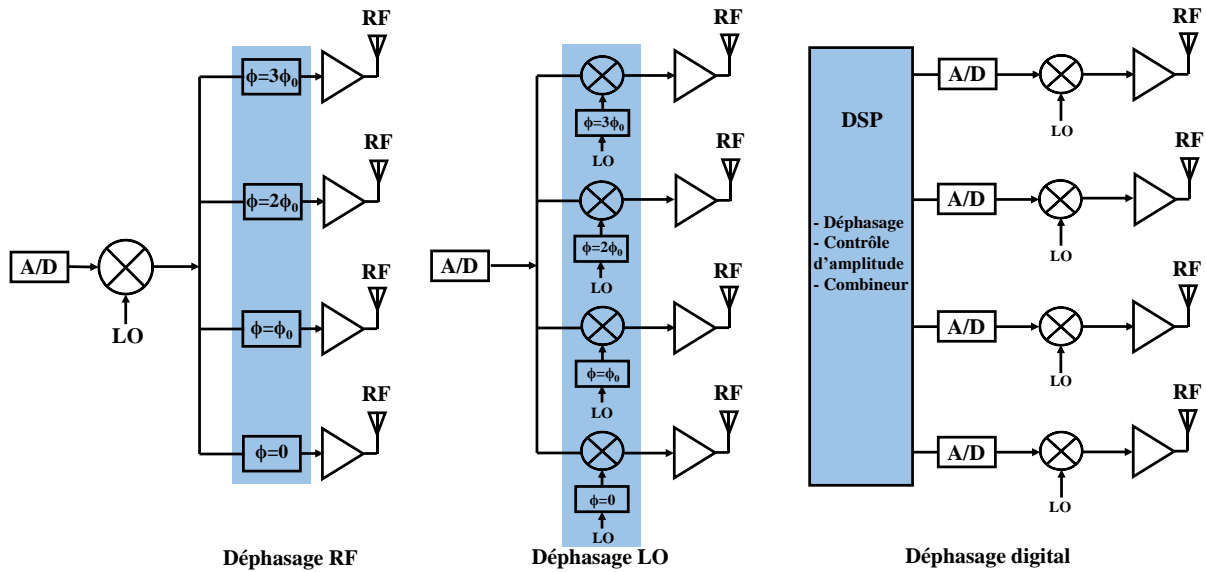 RF
ϕ=3ϕ₀
RF
ϕ=2ϕ₀
A/D
LO
RF
ϕ=ϕ₀
RF
ϕ=0
Déphasage RF
RF
ϕ=3ϕ₀
LO
RF
ϕ=2ϕ₀
LO
A/D
RF
ϕ=ϕ₀
LO
RF
ϕ=0
LO
Déphasage LO
DSP
- Déphasage
- Contrôle
d'amplitude
- Combineur
RF
A/D
LO
RF
A/D
LO
RF
A/D
LO
RF
A/D
LO
Déphasage digital